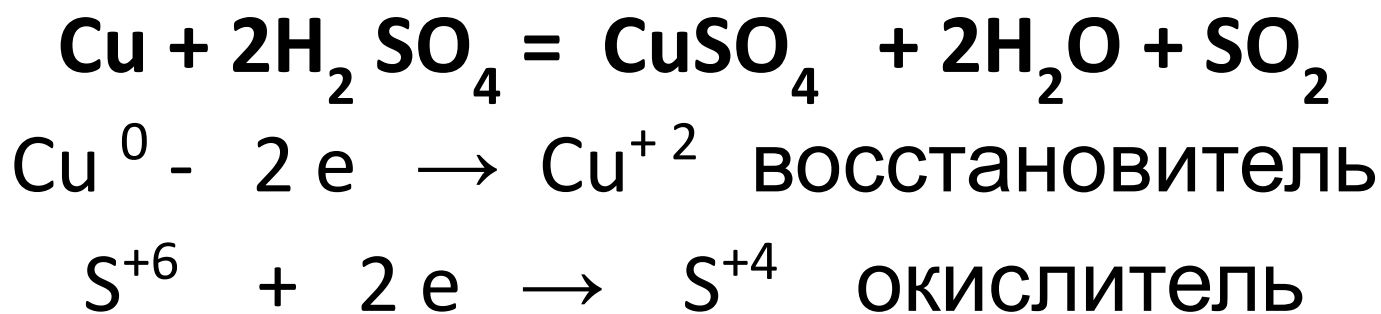 Cu + 2H₂ SO₄ = CuSO₄ + 2H₂O + SO₂
Cu ⁰ - 2 e → Cu⁺ ² восстановитель
S⁺⁶ + 2 e → S⁺⁴ окислитель